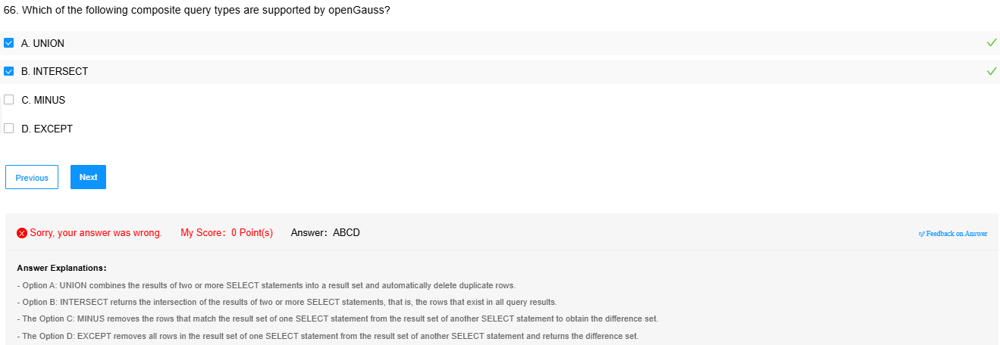 66. Which of the following composite query types are supported by openGauss?
A. UNION
B. INTERSECT
C. MINUS
D. EXCEPT
Previous Next
Sorry, your answer was wrong. My Score: 0 Point(s) Answer: ABCD Feedback on Answer
Answer Explanations:
- Option A: UNION combines the results of two or more SELECT statements into a result set and automatically delete duplicate rows.
- Option B: INTERSECT returns the intersection of the results of two or more SELECT statements, that is, the rows that exist in all query results.
- The Option C: MINUS removes the rows that match the result set of one SELECT statement from the result set of another SELECT statement to obtain the difference set.
- The Option D: EXCEPT removes all rows in the result set of one SELECT statement from the result set of another SELECT statement and returns the difference set.